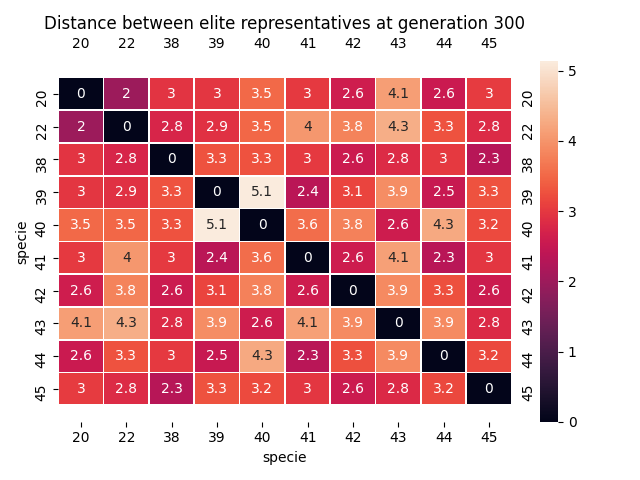 Distance between elite representatives at generation 300
20 22 38 39 40 41 42 43 44 45
20 0 2 3 3 3.5 3 2.6 4.1 2.6 3 20
22 2 0 2.8 2.9 3.5 4 3.8 4.3 3.3 2.8 22
38 3 2.8 0 3.3 3.3 3 2.6 2.8 3 2.3 38
39 3 2.9 3.3 0 5.1 2.4 3.1 3.9 2.5 3.3 39
40 3.5 3.5 3.3 5.1 0 3.6 3.8 2.6 4.3 3.2 40
41 3 4 3 2.4 3.6 0 2.6 4.1 2.3 3 41
42 2.6 3.8 2.6 3.1 3.8 2.6 0 3.9 3.3 2.6 42
43 4.1 4.3 2.8 3.9 2.6 4.1 3.9 0 3.9 2.8 43
44 2.6 3.3 3 2.5 4.3 2.3 3.3 3.9 0 3.2 44
45 3 2.8 2.3 3.3 3.2 3 2.6 2.8 3.2 0 45
20 22 38 39 40 41 42 43 44 45
specie
specie
5
4
3
2
1
0